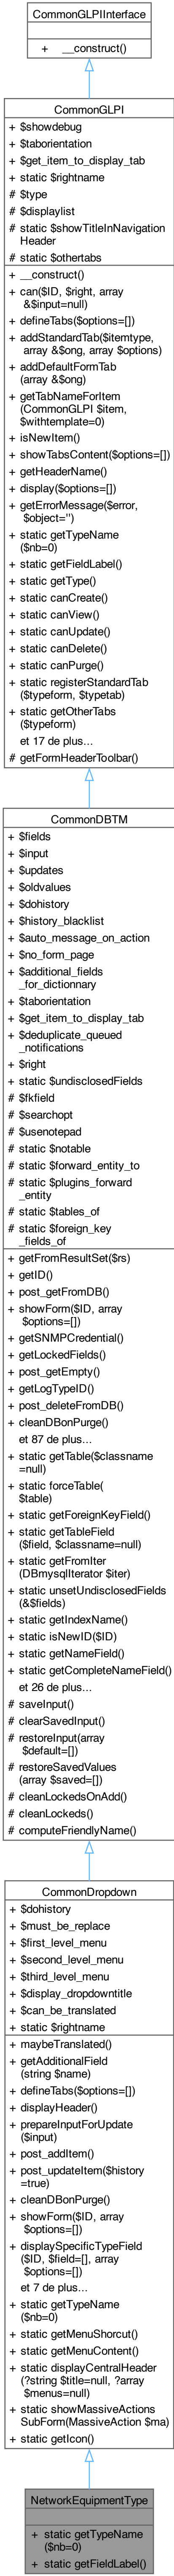 CommonGLPIInterface
+ __construct()
CommonGLPI
+ $showdebug
+ $taborientation
+ $get_item_to_display_tab
+ static $rightname
# $type
# $displaylist
# static $showTitleInNavigation
Header
# static $othertabs
+ __construct()
+ can($ID, $right, array
&$input=null)
+ defineTabs($options=[])
+ addStandardTab($itemtype,
array &$ong, array $options)
+ addDefaultFormTab
(array &$ong)
+ getTabNameForItem
(CommonGLPI $item,
$withtemplate=0)
+ isNewItem()
+ showTabsContent($options=[])
+ getHeaderName()
+ display($options=[])
+ getErrorMessage($error,
$object='')
+ static getTypeName
($nb=0)
+ static getFieldLabel()
+ static getType()
+ static canCreate()
+ static canView()
+ static canUpdate()
+ static canDelete()
+ static canPurge()
+ static registerStandardTab
($typeform, $typetab)
+ static getOtherTabs
($typeform)
et 17 de plus...
# getFormHeaderToolbar()
CommonDBTM
+ $fields
+ $input
+ $updates
+ $oldvalues
+ $dohistory
+ $history_blacklist
+ $auto_message_on_action
+ $no_form_page
+ $additional_fields
_for_dictionnary
+ $taborientation
+ $get_item_to_display_tab
+ $deduplicate_queued
_notifications
+ $right
+ static $undisclosedFields
# $fkfield
# $searchopt
# $usenotepad
# static $notable
# static $forward_entity_to
# static $plugins_forward
_entity
# static $tables_of
# static $foreign_key
_fields_of
+ getFromResultSet($rs)
+ getID()
+ post_getFromDB()
+ showForm($ID, array
$options=[])
+ getSNMPCredential()
+ getLockedFields()
+ post_getEmpty()
+ getLogTypeID()
+ post_deleteFromDB()
+ cleanDBonPurge()
et 87 de plus...
+ static getTable($classname
=null)
+ static forceTable(
$table)
+ static getForeignKeyField()
+ static getTableField
($field, $classname=null)
+ static getFromIter
(DBmysqlIterator $iter)
+ static unsetUndisclosedFields
(&$fields)
+ static getIndexName()
+ static isNewID($ID)
+ static getNameField()
+ static getCompleteNameField()
et 26 de plus...
# saveInput()
# clearSavedInput()
# restoreInput(array
$default=[])
# restoreSavedValues
(array $saved=[])
# cleanLockedsOnAdd()
# cleanLockeds()
# computeFriendlyName()
CommonDropdown
+ $dohistory
+ $must_be_replace
+ $first_level_menu
+ $second_level_menu
+ $third_level_menu
+ $display_dropdowntitle
+ $can_be_translated
+ static $rightname
+ maybeTranslated()
+ getAdditionalField
(string $name)
+ defineTabs($options=[])
+ displayHeader()
+ prepareInputForUpdate
($input)
+ post_addItem()
+ post_updateItem($history
=true)
+ cleanDBonPurge()
+ showForm($ID, array
$options=[])
+ displaySpecificTypeField
($ID, $field=[], array
$options=[])
et 7 de plus...
+ static getTypeName
($nb=0)
+ static getMenuShorcut()
+ static getMenuContent()
+ static displayCentralHeader
(?string $title=null, ?array
$menus=null)
+ static showMassiveActions
SubForm(MassiveAction $ma)
+ static getIcon()
NetworkEquipmentType
+ static getTypeName
($nb=0)
+ static getFieldLabel()